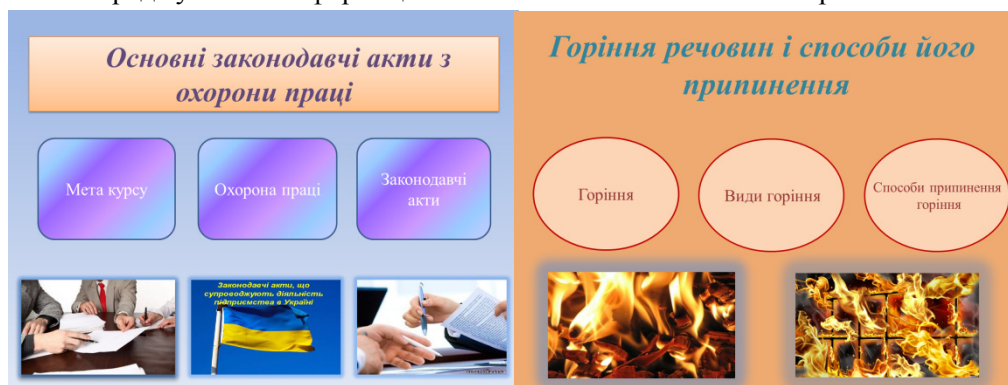 Основні законодавчі акти з
охорони праці
Мета курсу
Охорона праці
Законодавчі
акти
Законодавчі акти, що
супроводжують діяльність
підприємства в Україні
Горіння речовин і способи його
припинення
Горіння
Види горіння
Способи припинення
горіння